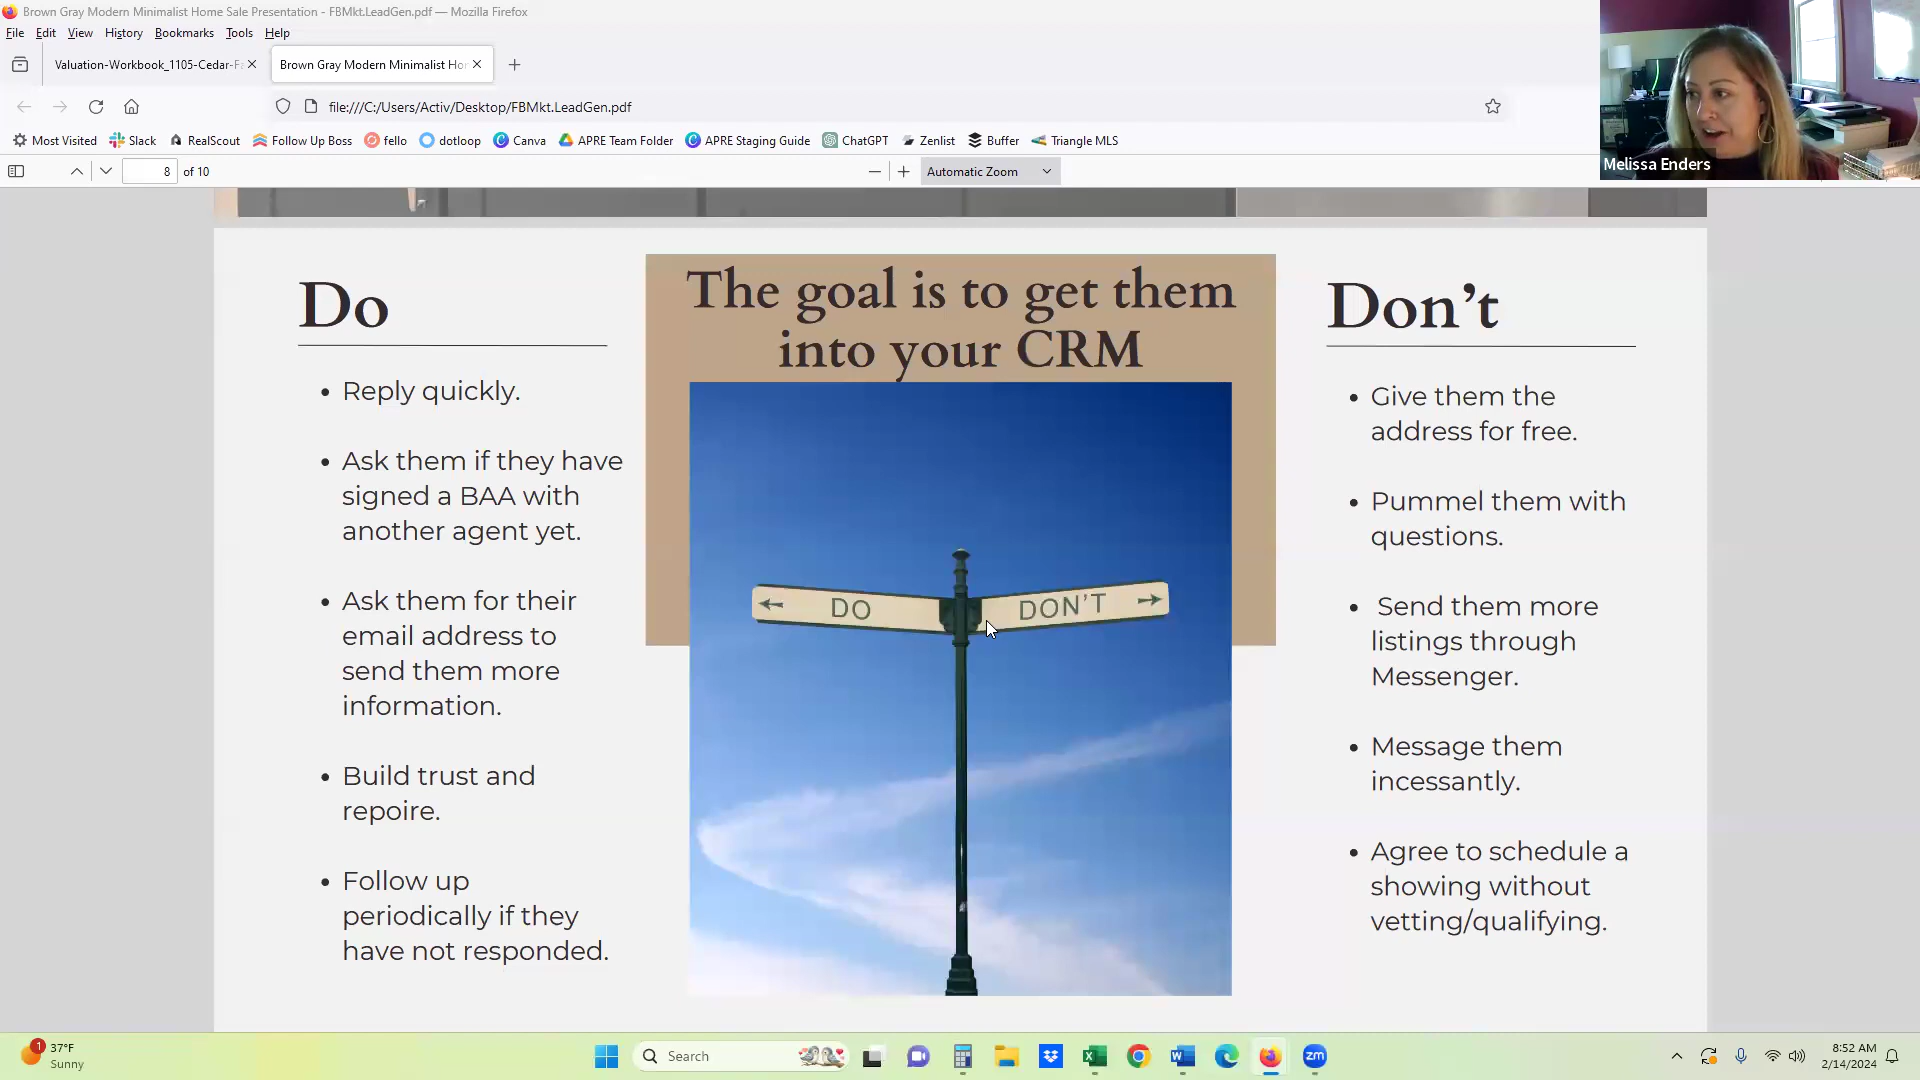 Brown Gray Modern Minimalist Home Sale Presentation - FBMkt.LeadGen.pdf — Mozilla Firefox
File Edit View History Bookmarks Tools Help
Valuation-Workbook_1105-Cedar-Fa
Brown Gray Modern Minimalist Ho
file:///C:/Users/Activ/Desktop/FBMkt.LeadGen.pdf
Most Visited Slack RealScout Follow Up Boss fello dotloop Canva APRE Team Folder APRE Staging Guide ChatGPT Zenlist Buffer Triangle MLS
8 of 10
Automatic Zoom
Melissa Enders
Do
• Reply quickly.
• Ask them if they have
signed a BAA with
another agent yet.
• Ask them for their
email address to
send them more
information.
• Build trust and
repoire.
• Follow up
periodically if they
have not responded.
The goal is to get them
into your CRM
DO
DON'T
Don’t
• Give them the
address for free.
• Pummel them with
questions.
• Send them more
listings through
Messenger.
• Message them
incessantly.
• Agree to schedule a
showing without
vetting/qualifying.
1
37°F
Sunny
Search
zm
8:52 AM
2/14/2024